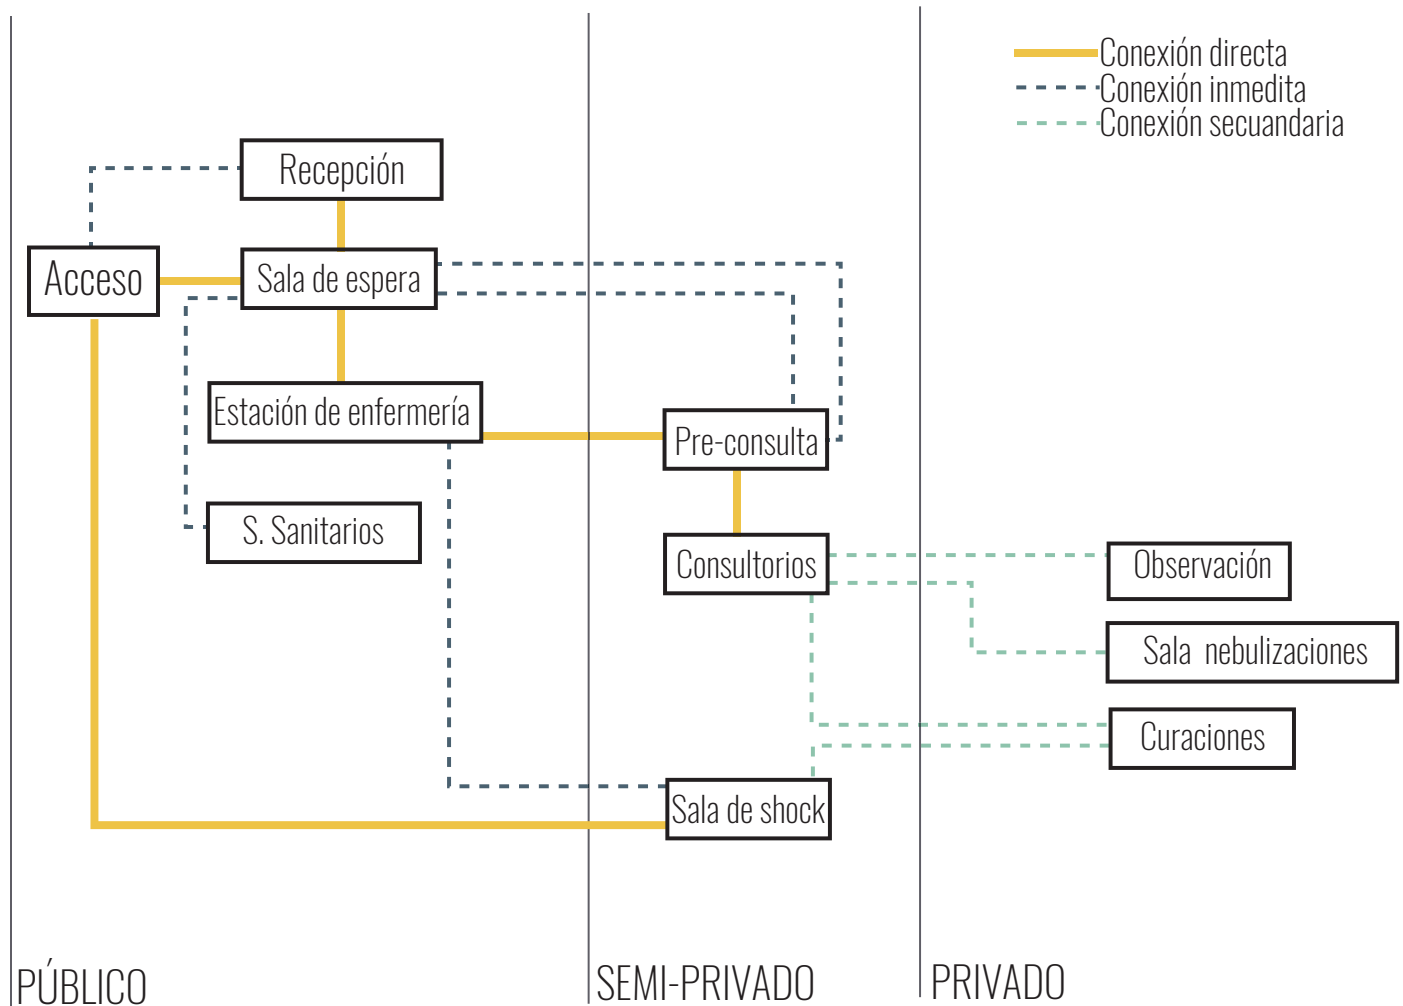 Conexión directa
Conexión inmedita
Conexión secuandaria
Recepción
Acceso
Sala de espera
Estación de enfermería
Pre-consulta
S. Sanitarios
Consultorios
Observación
Sala nebulizaciones
Curaciones
Sala de shock
PÚBLICO
SEMI-PRIVADO
PRIVADO